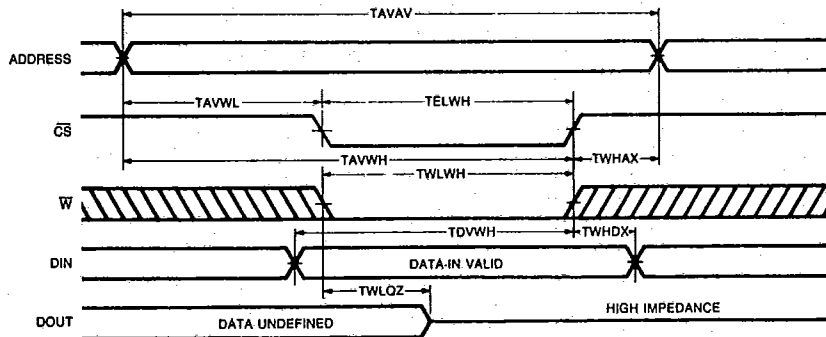 TAVAV
ADDRESS
TAVWL TELWH
CS
TAVWH TWHAX
TWLWH
W
TDVWH TWHDX
DIN DATA-IN VALID
TWLQZ
HIGH IMPEDANCE
DOUT DATA UNDEFINED